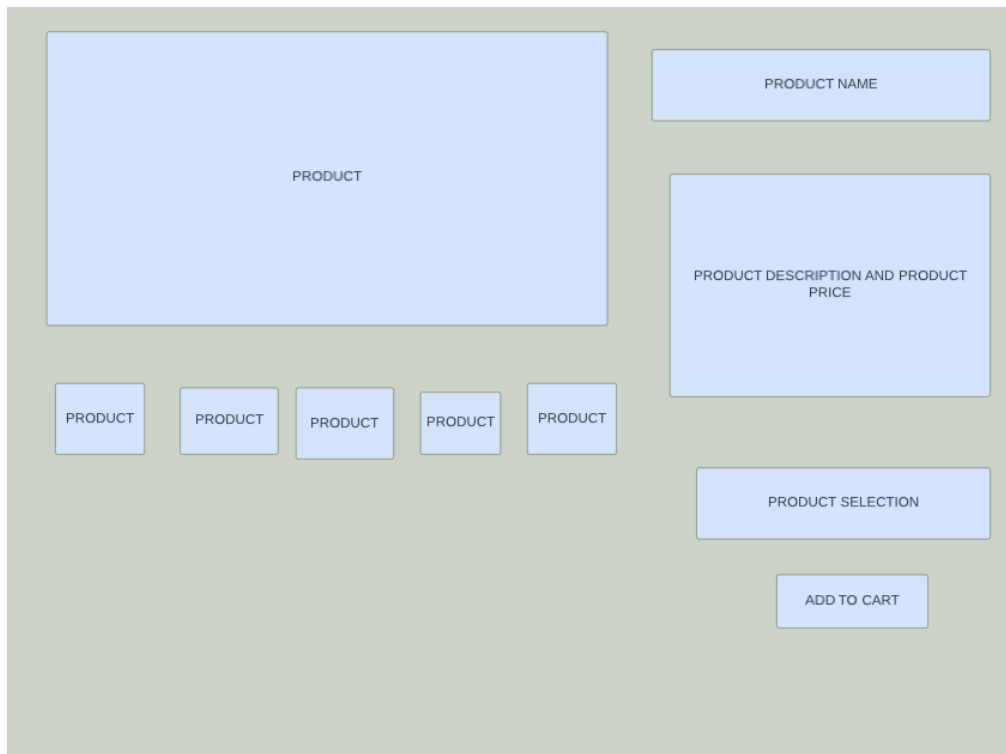 PRODUCT
PRODUCT NAME
PRODUCT DESCRIPTION AND PRODUCT
PRICE
PRODUCT
PRODUCT
PRODUCT
PRODUCT
PRODUCT
PRODUCT SELECTION
ADD TO CART